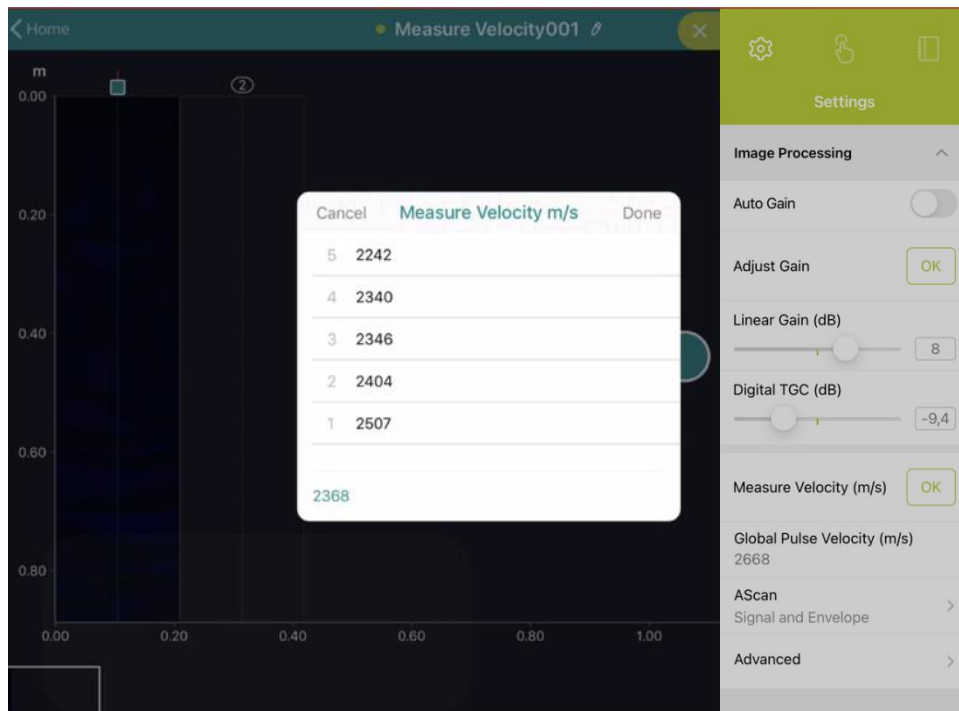 Home
Measure Velocity001
m
0.00
0.20
0.40
0.60
0.80
2
0.00 0.20 0.40 0.60 0.80 1.00
Cancel Measure Velocity m/s Done
5 2242
4 2340
3 2346
2 2404
1 2507
2368
Settings
Image Processing
Auto Gain
Adjust Gain OK
Linear Gain (dB)
8
Digital TGC (dB)
-9,4
Measure Velocity (m/s) OK
Global Pulse Velocity (m/s)
2668
AScan
Signal and Envelope
Advanced